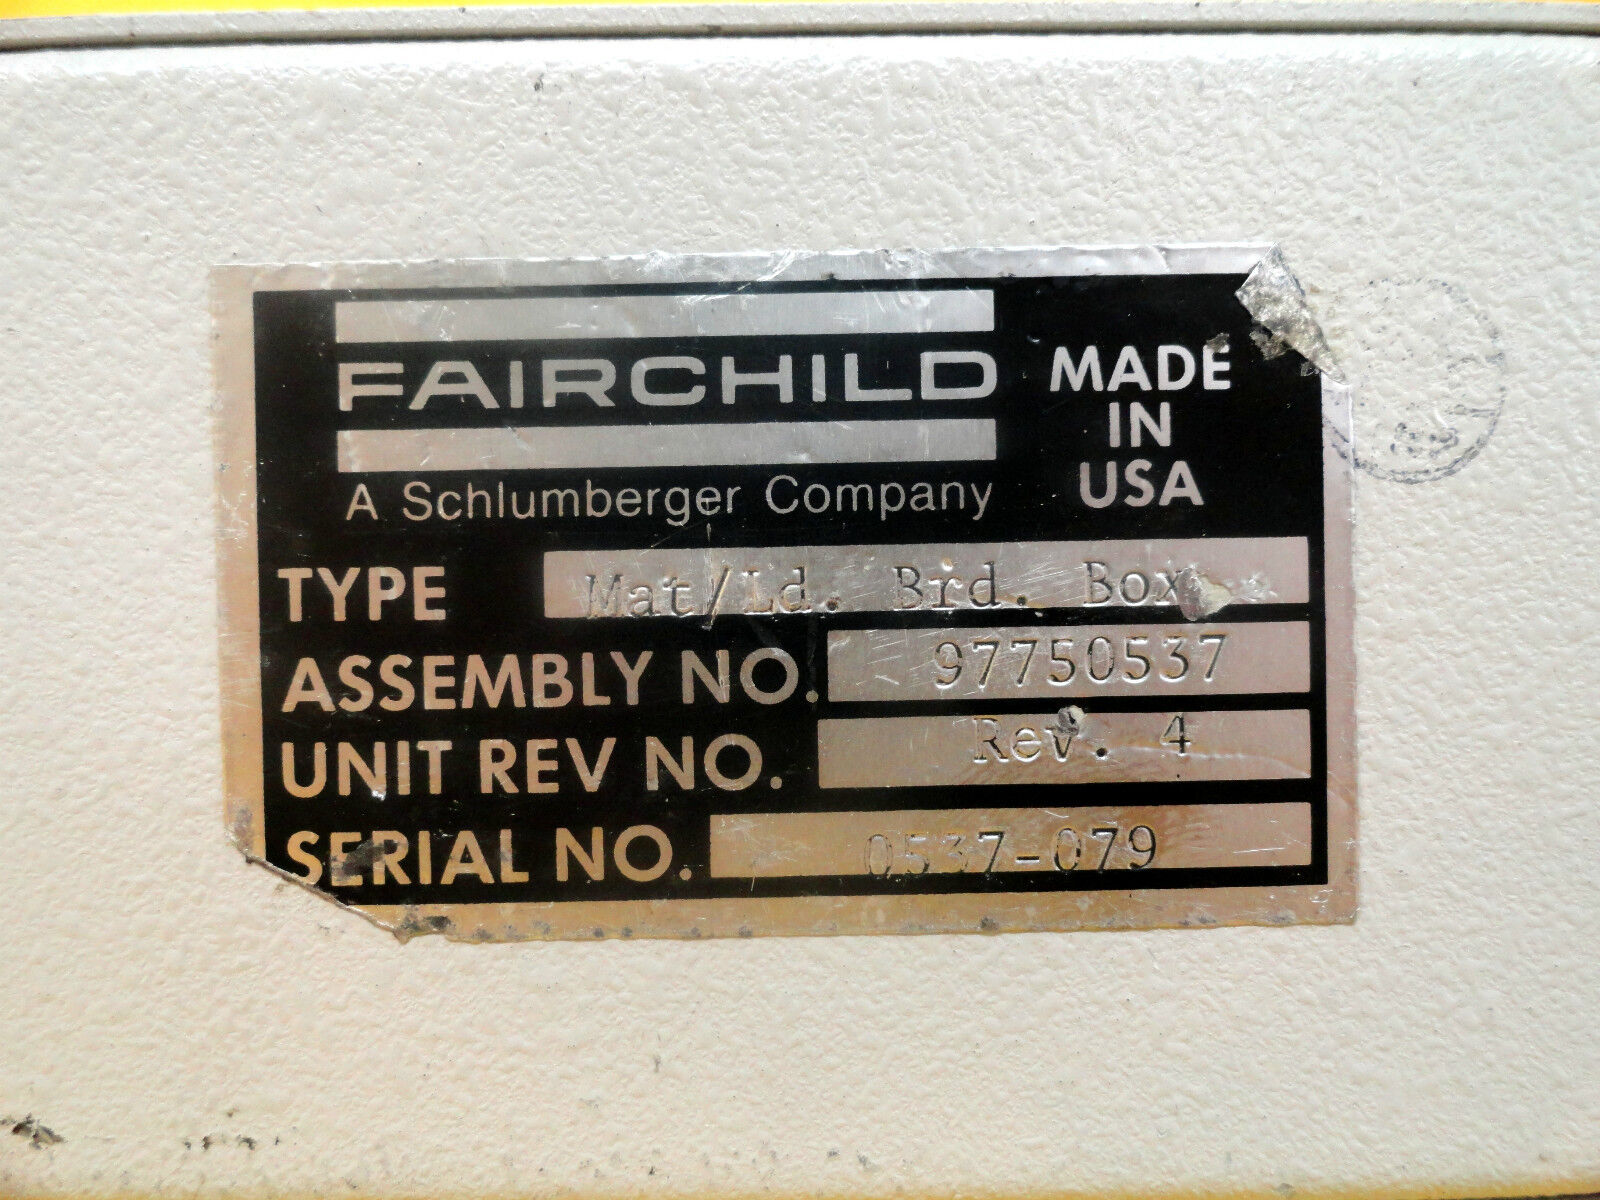 FAIRCHILD
A Schlumberger Company
MADE
IN
USA
TYPE Mat/Ld. Brd. Box
ASSEMBLY NO. 97750537
UNIT REV NO. Rev. 4
SERIAL NO. 0537-079